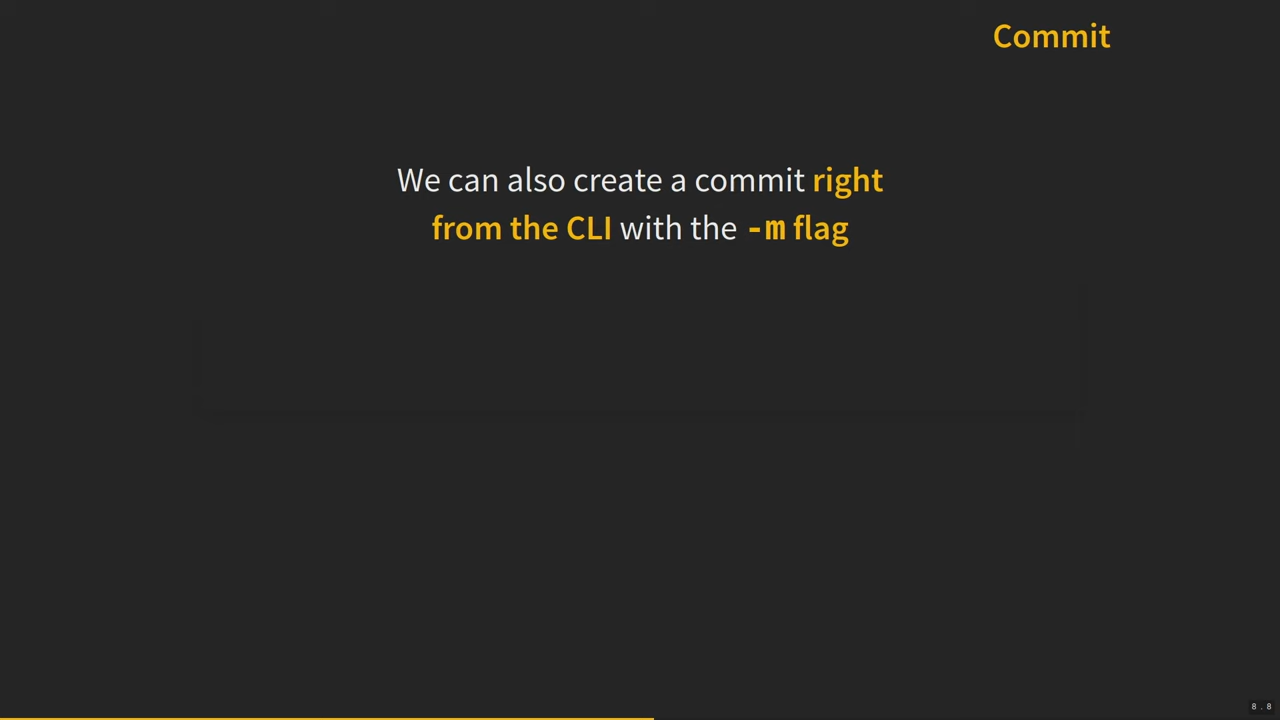 Commit
We can also create a commit right
from the CLI with the -m flag
8.8